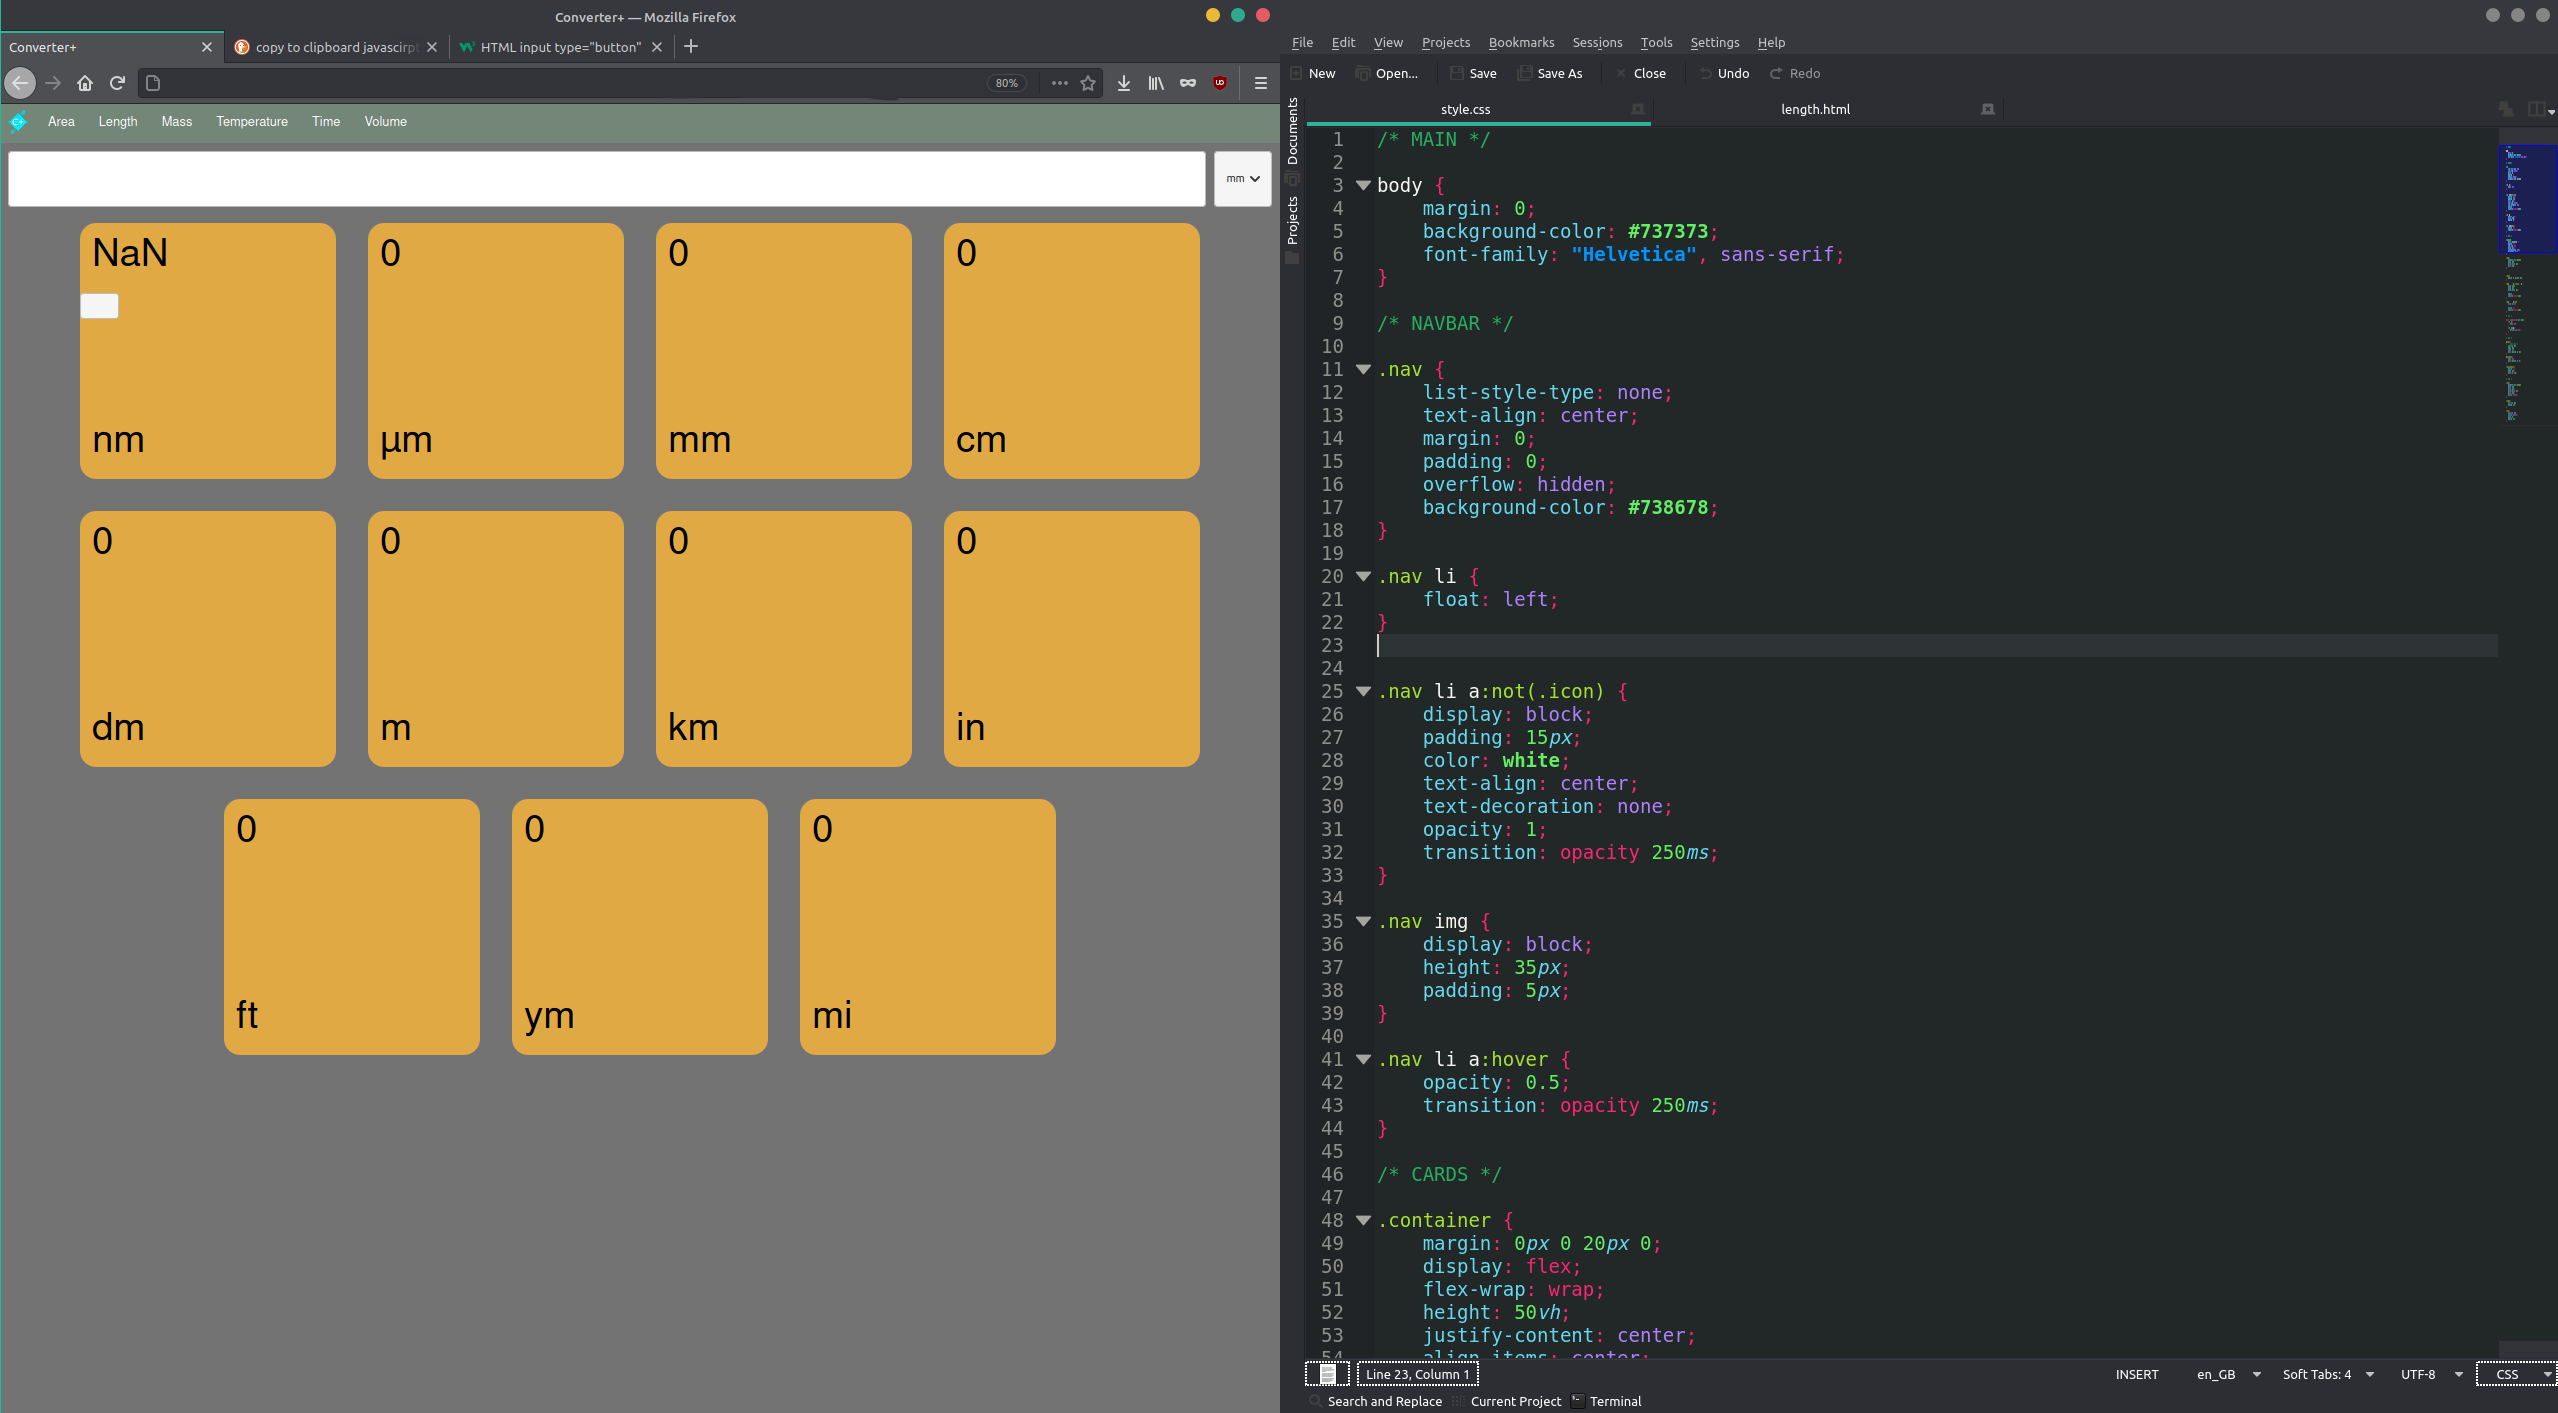 Converter+ — Mozilla Firefox
Converter+
copy to clipboard javascirpt
HTML input type="button"
80%
Area Length Mass Temperature Time Volume
mm
NaN 0 0 0
nm µm mm cm
0 0 0 0
dm m km in
0 0 0
ft ym mi
File Edit View Projects Bookmarks Sessions Tools Settings Help
New Open... Save Save As Close Undo Redo
Documents
Projects
style.css length.html
1 /* MAIN */
2
3 body {
4 margin: 0;
5 background-color: #737373;
6 font-family: "Helvetica", sans-serif;
7 }
8
9 /* NAVBAR */
10
11 .nav {
12 list-style-type: none;
13 text-align: center;
14 margin: 0;
15 padding: 0;
16 overflow: hidden;
17 background-color: #738678;
18 }
19
20 .nav li {
21 float: left;
22 }
23
24
25 .nav li a:not(.icon) {
26 display: block;
27 padding: 15px;
28 color: white;
29 text-align: center;
30 text-decoration: none;
31 opacity: 1;
32 transition: opacity 250ms;
33 }
34
35 .nav img {
36 display: block;
37 height: 35px;
38 padding: 5px;
39 }
40
41 .nav li a:hover {
42 opacity: 0.5;
43 transition: opacity 250ms;
44 }
45
46 /* CARDS */
47
48 .container {
49 margin: 0px 0 20px 0;
50 display: flex;
51 flex-wrap: wrap;
52 height: 50vh;
53 justify-content: center;
54 align-items: center;
Line 23, Column 1 INSERT en_GB Soft Tabs: 4 UTF-8 CSS
Search and Replace Current Project Terminal